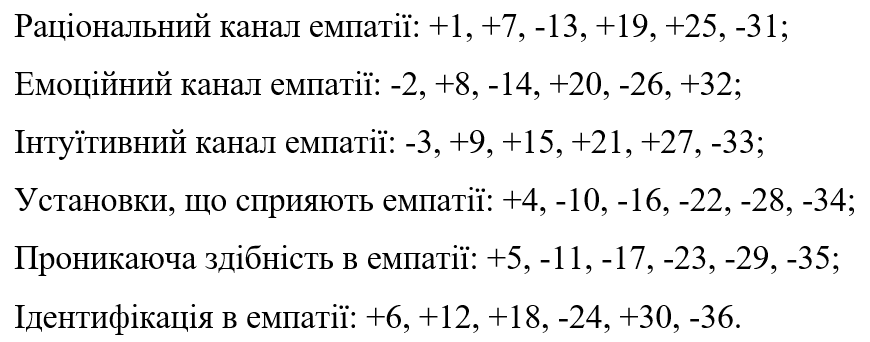 Раціональний канал емпатії: +1, +7, -13, +19, +25, -31;
Емоційний канал емпатії: -2, +8, -14, +20, -26, +32;
Інтуїтивний канал емпатії: -3, +9, +15, +21, +27, -33;
Установки, що сприяють емпатії: +4, -10, -16, -22, -28, -34;
Проникаюча здібність в емпатії: +5, -11, -17, -23, -29, -35;
Ідентифікація в емпатії: +6, +12, +18, -24, +30, -36.